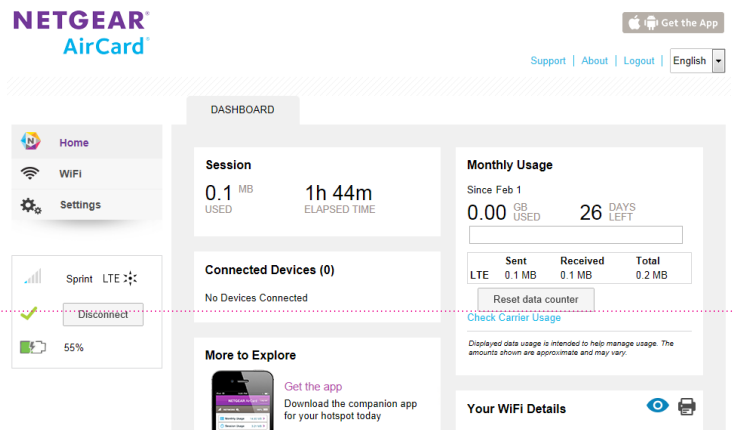 NETGEAR®
AirCard®
Get the App
Support | About | Logout | English
DASHBOARD
N Home
WiFi
Settings
Sprint LTE
Disconnect
55%
Session
0.1 MB
USED
1h 44m
ELAPSED TIME
Connected Devices (0)
No Devices Connected
More to Explore
Get the app
Download the companion app
for your hotspot today
Monthly Usage
Since Feb 1
0.00 GB USED
26 DAYS LEFT
Sent Received Total
LTE 0.1 MB 0.1 MB 0.2 MB
Reset data counter
Check Carrier Usage
Displayed data usage is intended to help manage usage. The
amounts shown are approximate and may vary.
Your WiFi Details